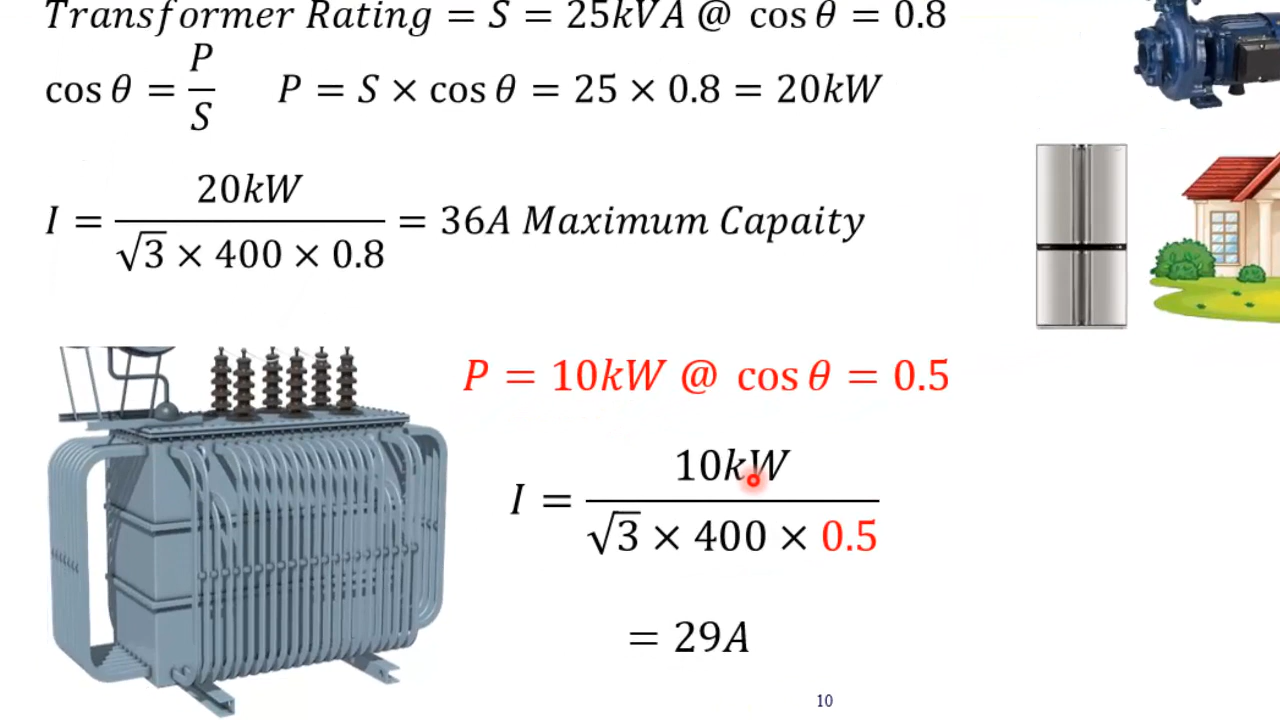 Transformer Rating = S = 25kVA @ cos θ = 0.8
cos θ = P/S    P = S × cos θ = 25 × 0.8 = 20kW
I = 20kW/(√3 × 400 × 0.8) = 36A Maximum Capaity
P = 10kW @ cos θ = 0.5
I = 10kW/(√3 × 400 × 0.5)
= 29A
10